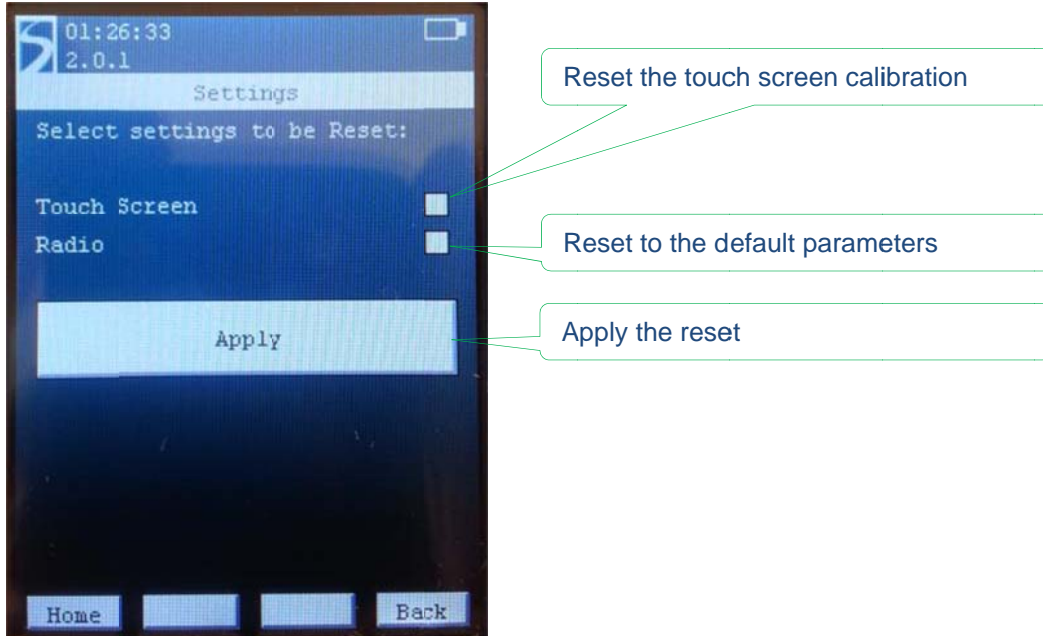 01:26:33
2.0.1
Settings
Select settings to be Reset:
Touch Screen
Radio
Apply
Home
Back
Reset the touch screen calibration
Reset to the default parameters
Apply the reset